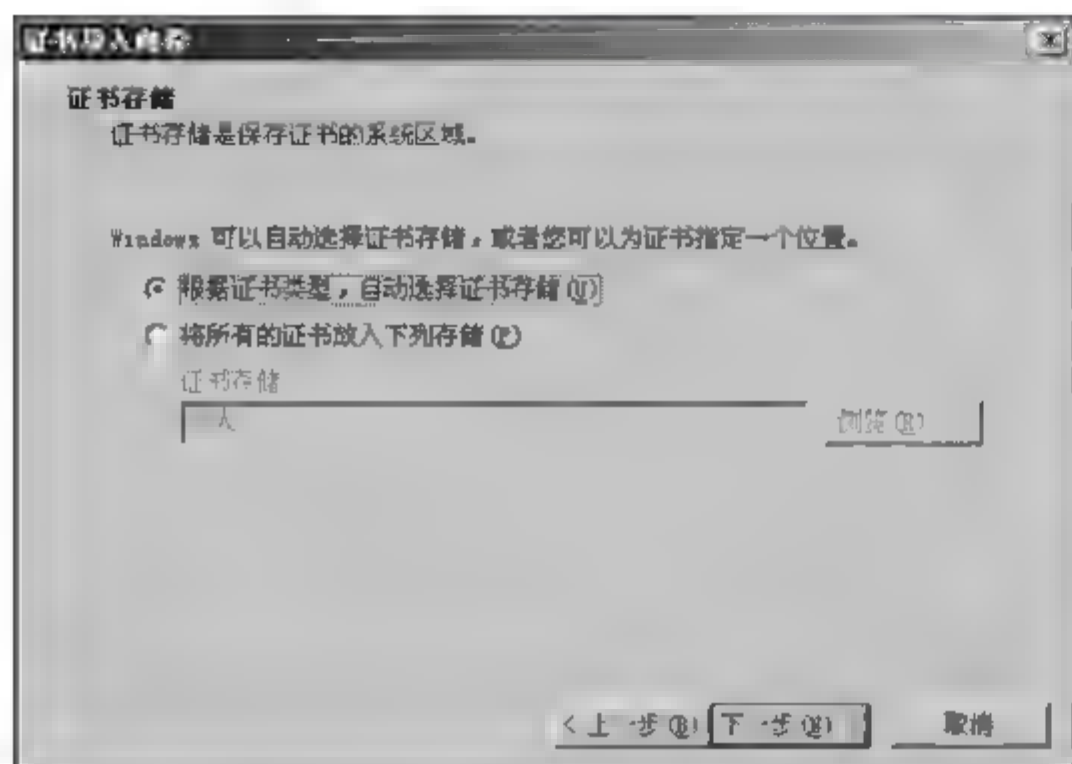 证书导入向导
证书存储
证书存储是保存证书的系统区域。
Windows 可以自动选择证书存储，或者您可以为证书指定一个位置。
根据证书类型，自动选择证书存储(U)
将所有的证书放入下列存储(P)
证书存储
人
浏览(R)
< 上一步(B)
下一步(N)
取消